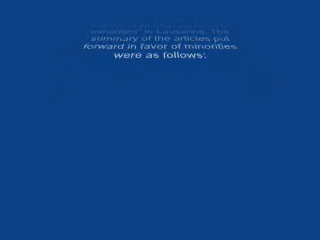 minorities" in Lausanne. The
summary of the articles put
forward in favor of minorities
were as follows: